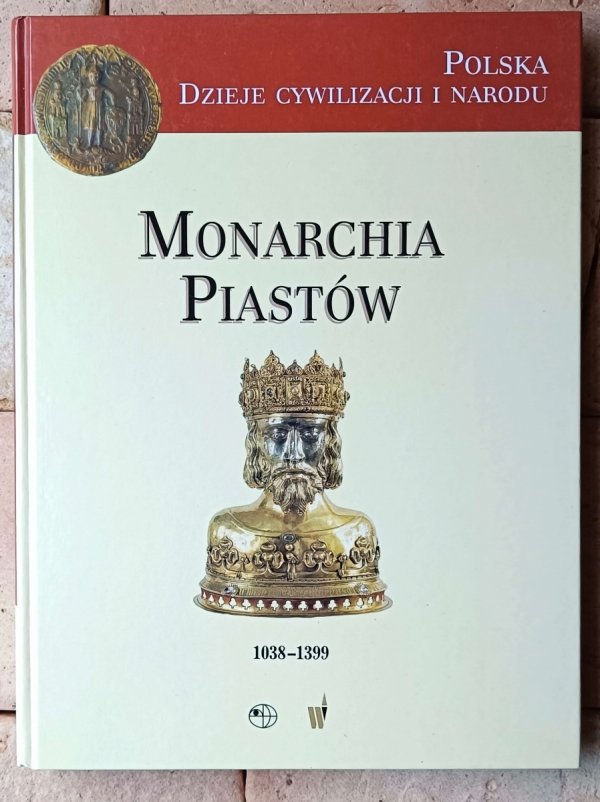 POLSKA
DZIEJE CYWILIZACJI I NARODU
MONARCHIA
PIASTÓW
1038–1399
W